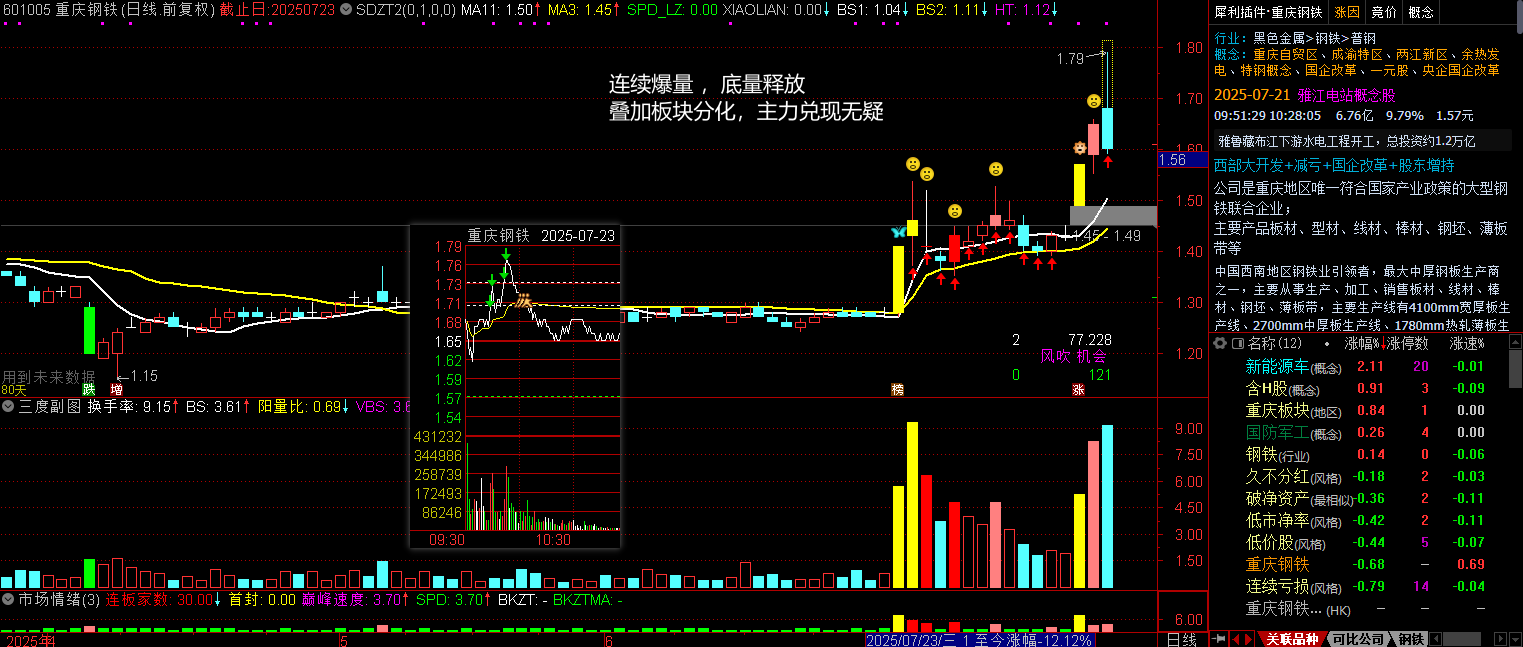 601005 重庆钢铁(日线.前复权) 截止日:20250723 SDZT2(0,1,0,0) MA11: 1.50↑ MA3: 1.45↑ SPD_LZ: 0.00 XIAOLIAN: 0.00↓ BS1: 1.04↓ BS2: 1.11↓ HT: 1.12↓
连续爆量，底量释放
叠加板块分化，主力兑现无疑
1.79
1.80
1.70
1.60
1.56
1.50
1.40
1.30
1.20
1.45 - 1.49
2 77.228
风吹 机会
0 121
用到未来数据
80天
跌
增
←1.15
榜
涨
重庆钢铁 2025-07-23
1.79
1.76
1.73
1.71
1.68
1.65
1.62
1.59
1.57
1.54
431232
344986
258739
172493
86246
09:30 10:30
三度副图 换手率: 9.15↑ BS: 3.61↑ 阳量比: 0.69↓ VBS: 3.6
9.00
7.50
6.00
4.50
3.00
1.50
市场情绪(3) 连板家数: 30.00↓ 首封: 0.00 巅峰速度: 3.70↑ SPD: 3.70↑ BKZT: - BKZTMA: -
6.00
2025年4 5 6 2025/07/23/三 1 至今涨幅-12.12% 日线
犀利插件·重庆钢铁 涨因 竞价 概念
行业: 黑色金属>钢铁>普钢
概念: 重庆自贸区、成渝特区、两江新区、余热发
电、特钢概念、国企改革、一元股、央企国企改革
2025-07-21 雅江电站概念股
09:51:29 10:28:05 6.76亿 9.79% 1.57元
雅鲁藏布江下游水电工程开工，总投资约1.2万亿
西部大开发+减亏+国企改革+股东增持
公司是重庆地区唯一符合国家产业政策的大型钢
铁联合企业；
主要产品板材、型材、线材、棒材、钢坯、薄板
带等
中国西南地区钢铁业引领者，最大中厚钢板生产商
之一，主要从事生产、加工、销售板材、线材、棒
材、钢坯、薄板带，主要生产线有4100mm宽厚板生
产线、2700mm中厚板生产线、1780mm热轧薄板生
名称(12) 涨幅%↓涨停数 涨速%
新能源车(概念) 2.11 20 -0.01
含H股(概念) 0.91 3 -0.09
重庆板块(地区) 0.84 1 0.00
国防军工(概念) 0.26 4 0.00
钢铁(行业) 0.14 0 -0.06
久不分红(风格) -0.18 2 -0.03
破净资产(最相似) -0.36 2 -0.11
低市净率(风格) -0.42 2 -0.11
低价股(风格) -0.44 5 -0.07
重庆钢铁 -0.68 — 0.69
连续亏损(风格) -0.79 14 -0.04
重庆钢铁…(HK) — — —
关联品种 可比公司 钢铁